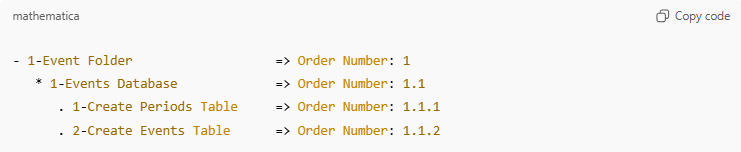 mathematica
Copy code
- 1-Event Folder => Order Number: 1
* 1-Events Database => Order Number: 1.1
. 1-Create Periods Table => Order Number: 1.1.1
. 2-Create Events Table => Order Number: 1.1.2